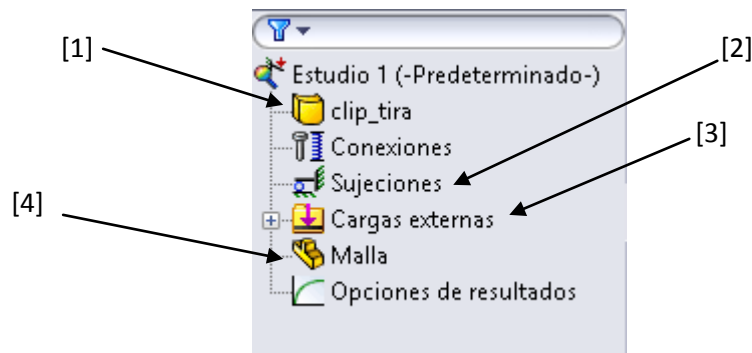 [1]
[2]
Estudio 1 (-Predeterminado-)
clip_tira
[3]
Conexiones
Sujeciones
[4]
Cargas externas
Malla
Opciones de resultados